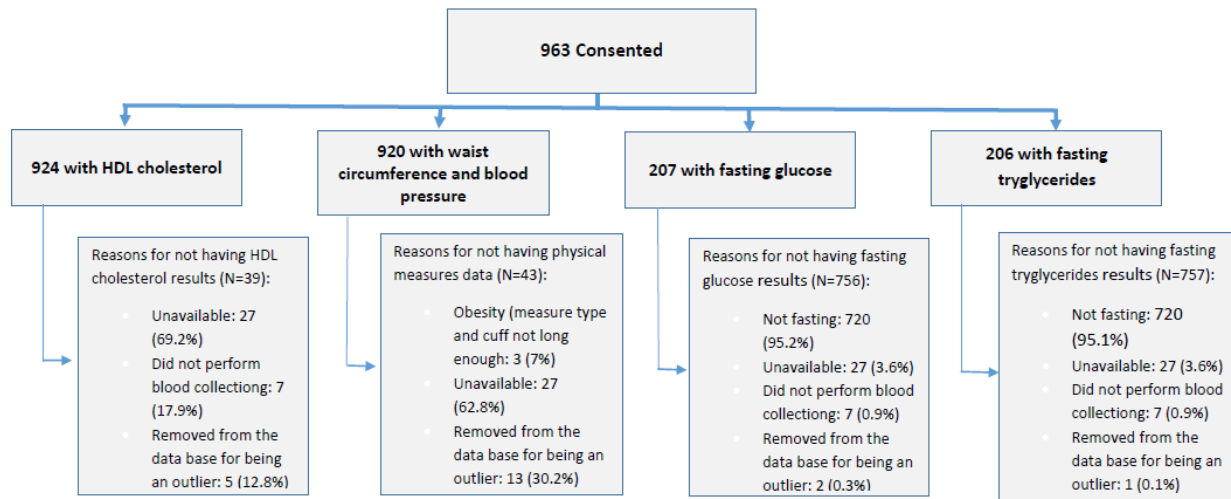 963 Consented
924 with HDL cholesterol
920 with waist
circumference and blood
pressure
207 with fasting glucose
206 with fasting
tryglycerides
Reasons for not having HDL
cholesterol results (N=39):
Unavailable: 27
(69.2%)
Did not perform
blood collectiong: 7
(17.9%)
Removed from the
data base for being
an outlier: 5 (12.8%)
Reasons for not having physical
measures data (N=43):
Obesity (measure type
and cuff not long
enough: 3 (7%)
Unavailable: 27
(62.8%)
Removed from the
data base for being an
outlier: 13 (30.2%)
Reasons for not having fasting
glucose results (N=756):
Not fasting: 720
(95.2%)
Unavailable: 27 (3.6%)
Did not perform blood
collectiong: 7 (0.9%)
Removed from the
data base for being an
outlier: 2 (0.3%)
Reasons for not having fasting
tryglycerides results (N=757):
Not fasting: 720
(95.1%)
Unavailable: 27 (3.6%)
Did not perform blood
collectiong: 7 (0.9%)
Removed from the
data base for being an
outlier: 1 (0.1%)